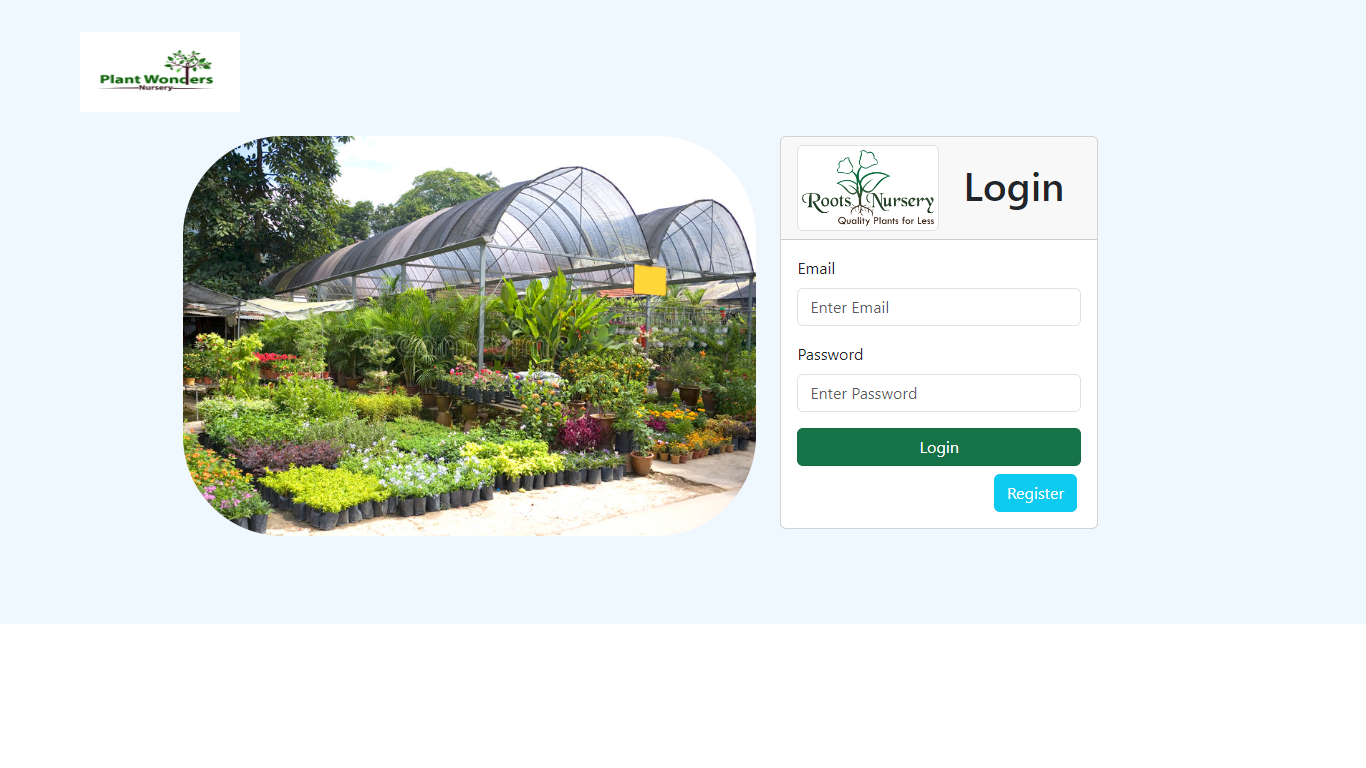 Plant Wonders
Nursery
Roots Nursery
Quality Plants for Less
Login
Email
Enter Email
Password
Enter Password
Login
Register